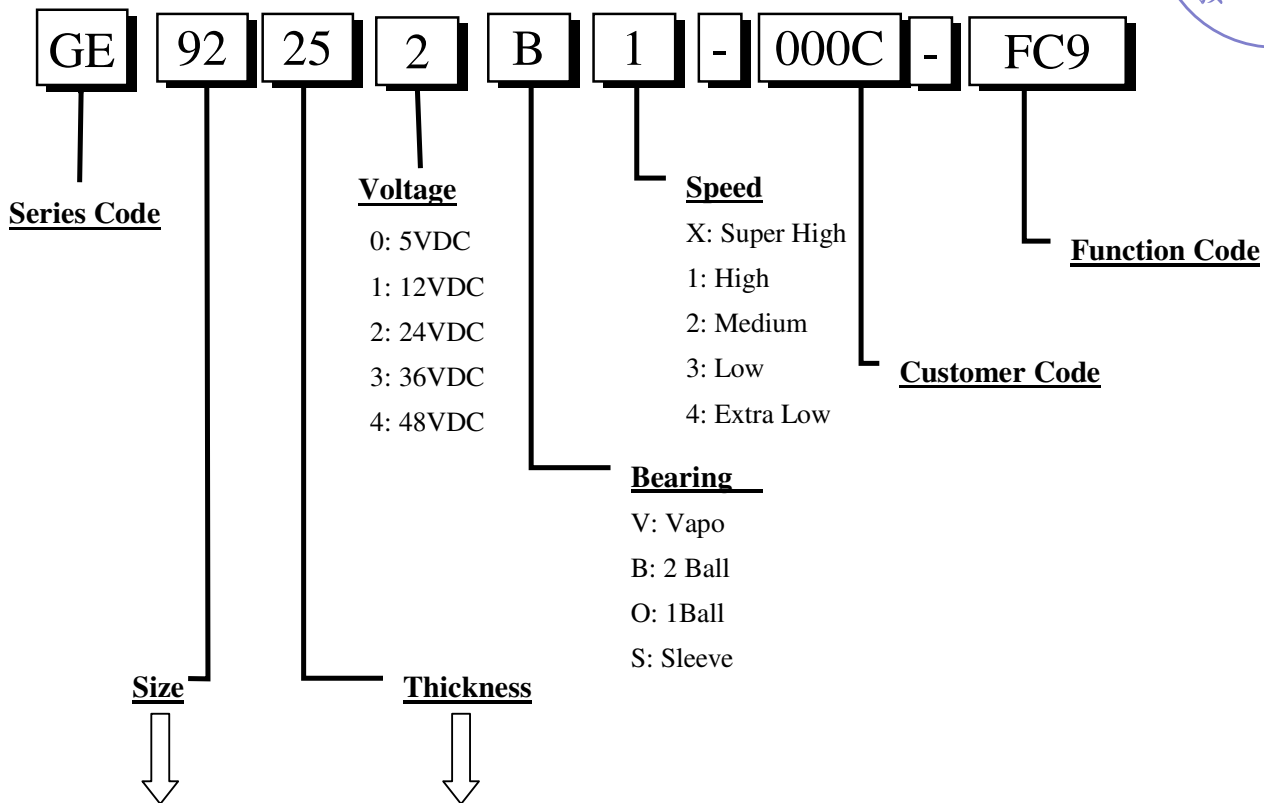 GE 92 25 2 B 1 - 000C - FC9
Series Code
Voltage
0: 5VDC
1: 12VDC
2: 24VDC
3: 36VDC
4: 48VDC
Speed
X: Super High
1: High
2: Medium
3: Low
4: Extra Low
Function Code
Customer Code
Bearing
V: Vapo
B: 2 Ball
O: 1Ball
S: Sleeve
Size
Thickness